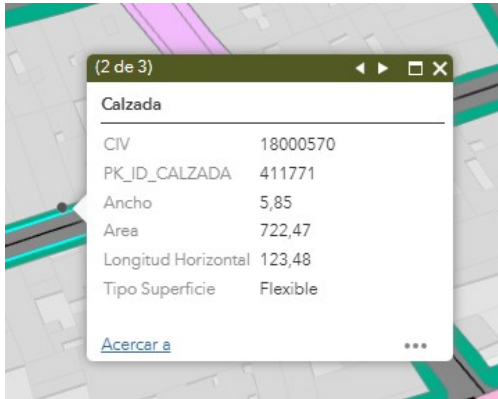 (2 de 3)
Calzada
CIV 18000570
PK_ID_CALZADA 411771
Ancho 5,85
Area 722,47
Longitud Horizontal 123,48
Tipo Superficie Flexible
Acercar a